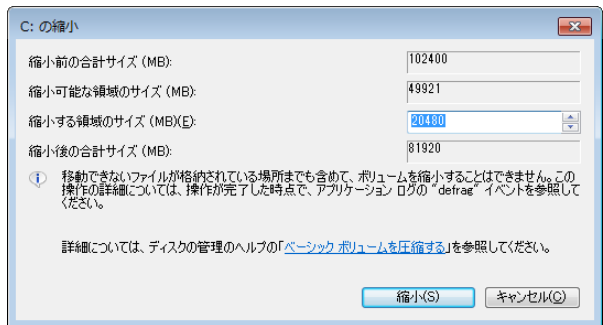 C: の縮小
縮小前の合計サイズ (MB): 102400
縮小可能な領域のサイズ (MB): 49921
縮小する領域のサイズ (MB)(E): 20480
縮小後の合計サイズ (MB): 81920
移動できないファイルが格納されている場所までも含めて、ボリュームを縮小することはできません。この
操作の詳細については、操作が完了した時点で、アプリケーション ログの "defrag" イベントを参照して
ください。
詳細については、ディスクの管理のヘルプの「ベーシック ボリュームを圧縮する」を参照してください。
縮小(S) キャンセル(C)